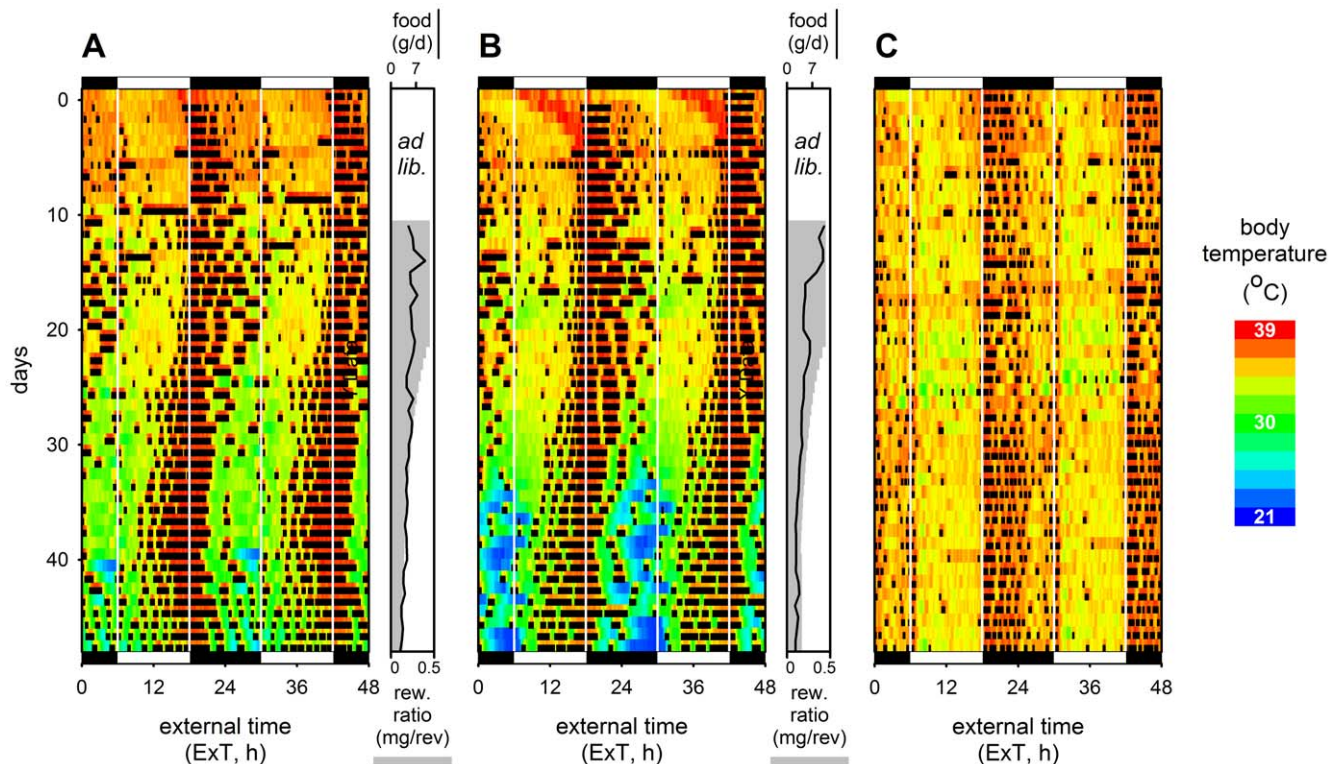 A
food
(g/d)
0 7
B
food
(g/d)
0 7
C
0
10
20
30
40
days
ad
lib.
ad
lib.
body
temperature
(°C)
39
30
21
0 12 24 36 48
external time
(ExT, h)
0 0.5
rew.
ratio
(mg/rev)
0 12 24 36 48
external time
(ExT, h)
0 0.5
rew.
ratio
(mg/rev)
0 12 24 36 48
external time
(ExT, h)